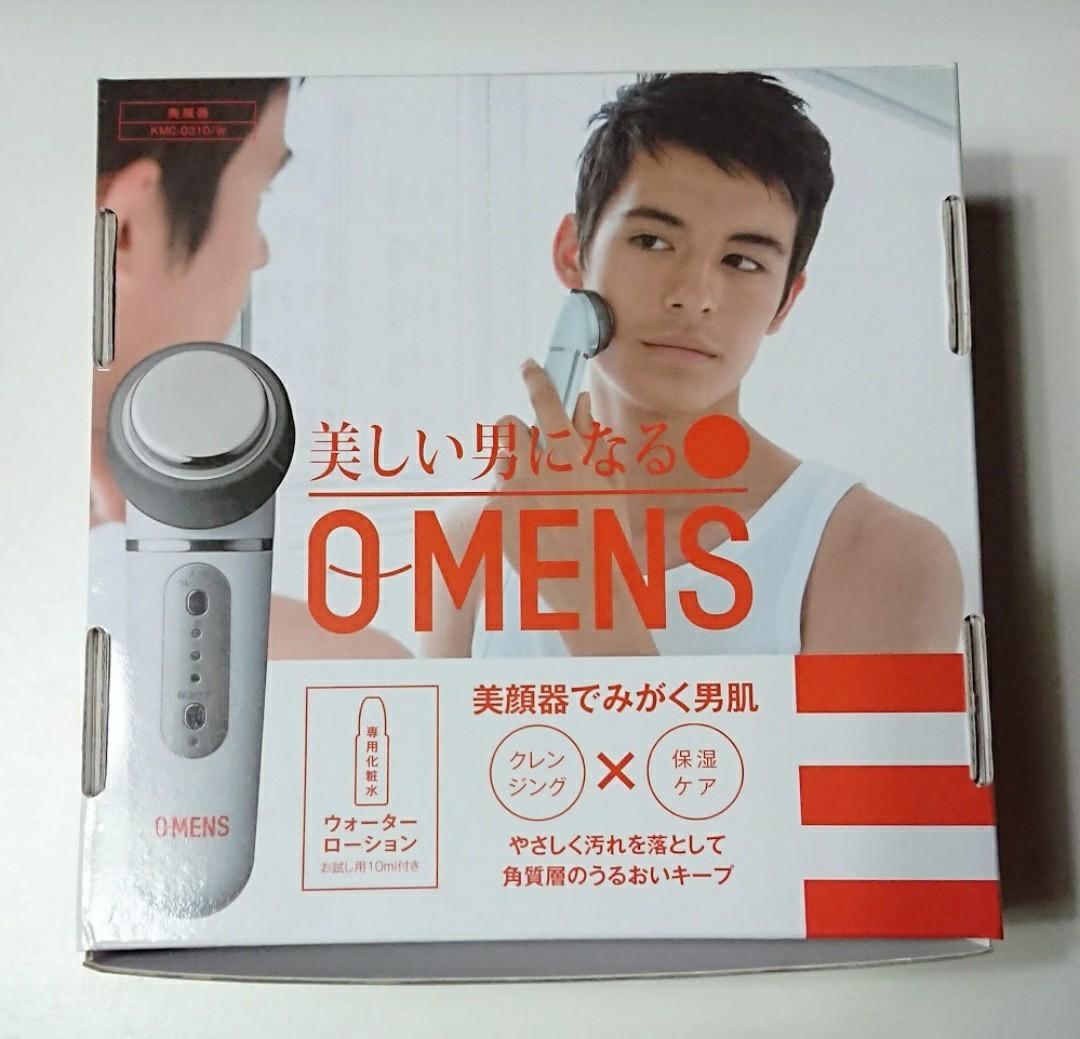 美顔器
KMC-0310/W
美しい男になる
O-MENS
美顔器でみがく男肌
クレン
ジング
×
保湿
ケア
やさしく汚れを落として
角質層のうるおいキープ
専用化粧水
ウォーター
ローション
お試し用10ml付き
保湿ケア
O-MENS